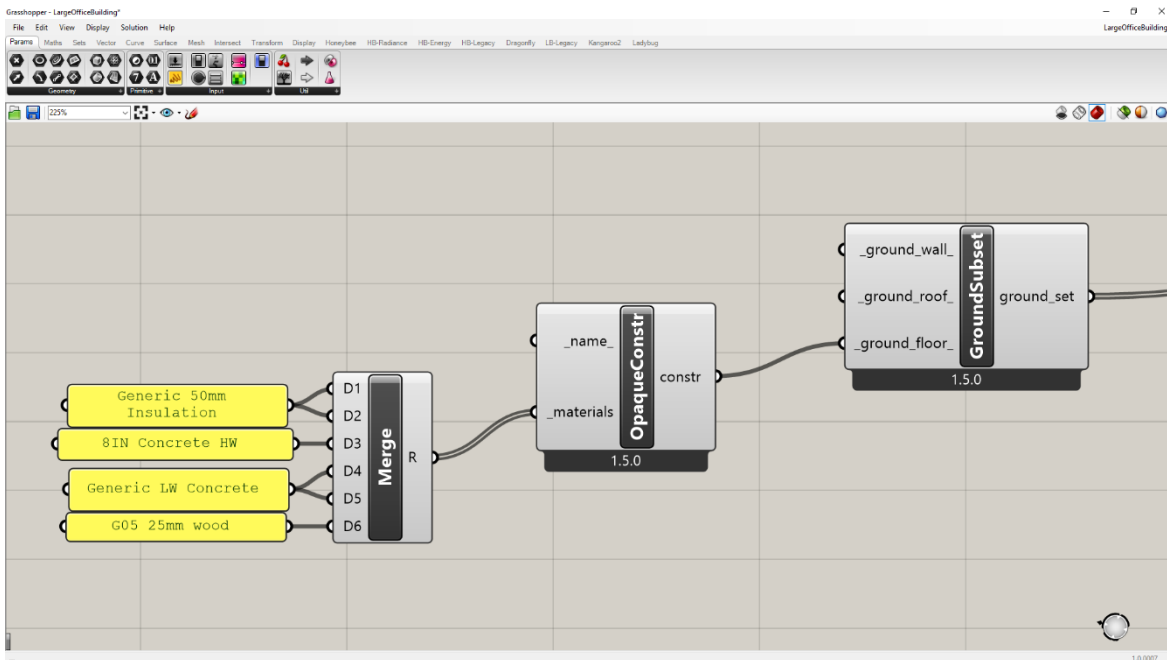 Grasshopper - LargeOfficeBuilding*
File Edit View Display Solution Help
LargeOfficeBuilding
Params Maths Sets Vector Curve Surface Mesh Intersect Transform Display Honeybee HB-Radiance HB-Energy HB-Legacy Dragonfly LB-Legacy Kangaroo2 Ladybug
Geometry Primitive Input Util
225%
_ground_wall_
_ground_roof_
_ground_floor_
GroundSubset
ground_set
1.5.0
_name_
_materials
OpaqueConstr
constr
1.5.0
Generic 50mm
Insulation
8IN Concrete HW
Generic LW Concrete
G05 25mm wood
D1
D2
D3
D4
D5
D6
Merge
R
1.0.0007